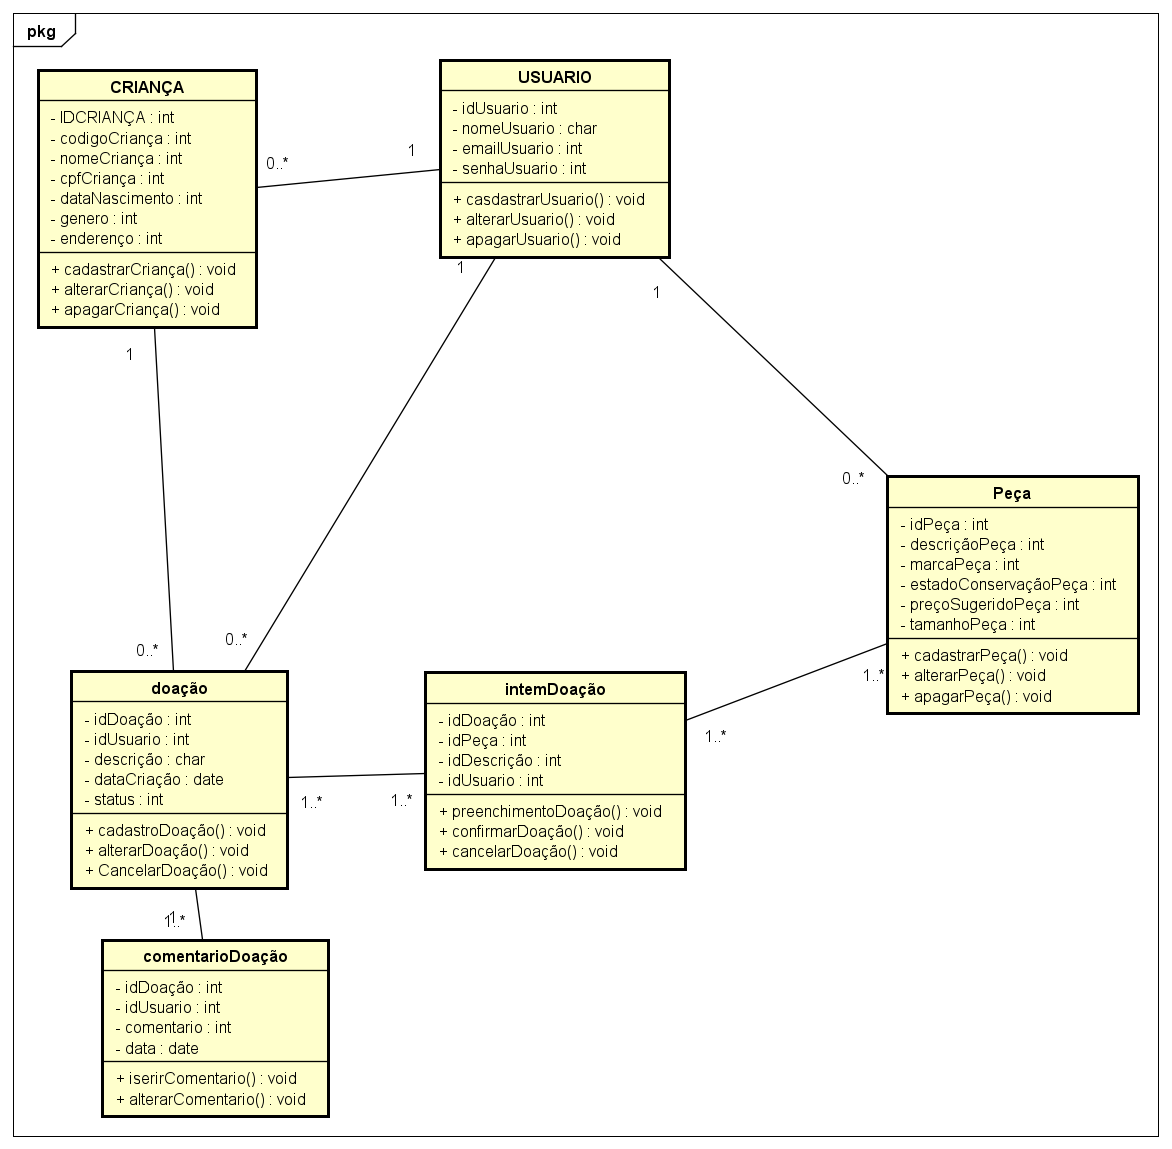 pkg
CRIANÇA
- IDCRIANÇA : int
- codigoCriança : int
- nomeCriança : int
- cpfCriança : int
- dataNascimento : int
- genero : int
- enderenço : int
+ cadastrarCriança() : void
+ alterarCriança() : void
+ apagarCriança() : void
USUARIO
- idUsuario : int
- nomeUsuario : char
- emailUsuario : int
- senhaUsuario : int
+ casdastrarUsuario() : void
+ alterarUsuario() : void
+ apagarUsuario() : void
0..*
1
1
1
1
0..*
Peça
- idPeça : int
- descriçãoPeça : int
- marcaPeça : int
- estadoConservaçãoPeça : int
- preçoSugeridoPeça : int
- tamanhoPeça : int
+ cadastrarPeça() : void
+ alterarPeça() : void
+ apagarPeça() : void
0..*
0..*
1..*
1..*
doação
- idDoação : int
- idUsuario : int
- descrição : char
- dataCriação : date
- status : int
+ cadastroDoação() : void
+ alterarDoação() : void
+ CancelarDoação() : void
1..*
1..*
intemDoação
- idDoação : int
- idPeça : int
- idDescrição : int
- idUsuario : int
+ preenchimentoDoação() : void
+ confirmarDoação() : void
+ cancelarDoação() : void
1
1..*
comentarioDoação
- idDoação : int
- idUsuario : int
- comentario : int
- data : date
+ iserirComentario() : void
+ alterarComentario() : void